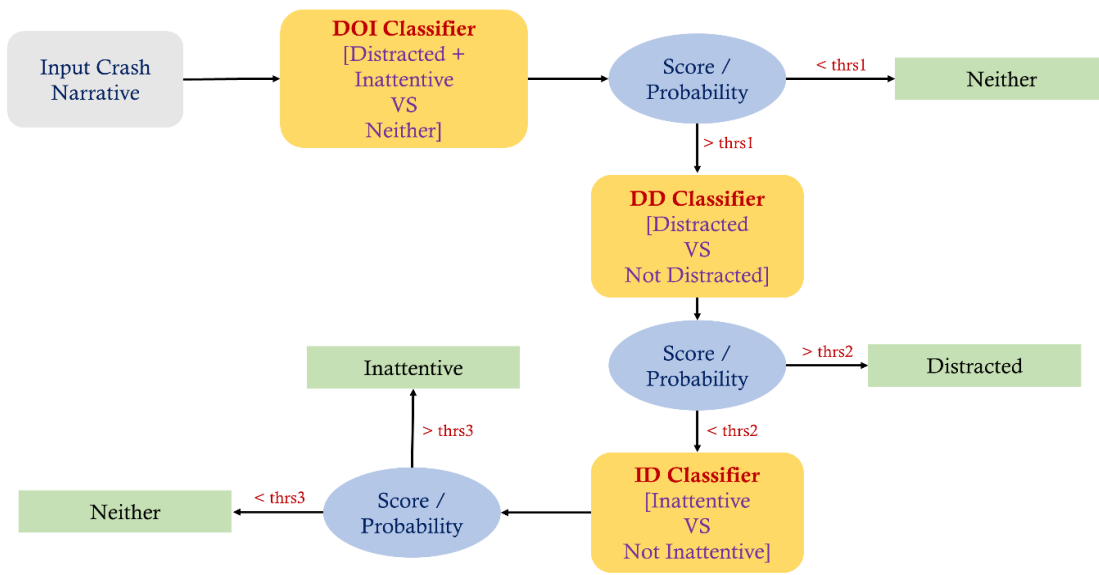 Input Crash
Narrative
DOI Classifier
[Distracted +
Inattentive
VS
Neither]
Score /
Probability
< thrs1
Neither
> thrs1
DD Classifier
[Distracted
VS
Not Distracted]
Score /
Probability
> thrs2
Distracted
< thrs2
ID Classifier
[Inattentive
VS
Not Inattentive]
Score /
Probability
> thrs3
Inattentive
< thrs3
Neither